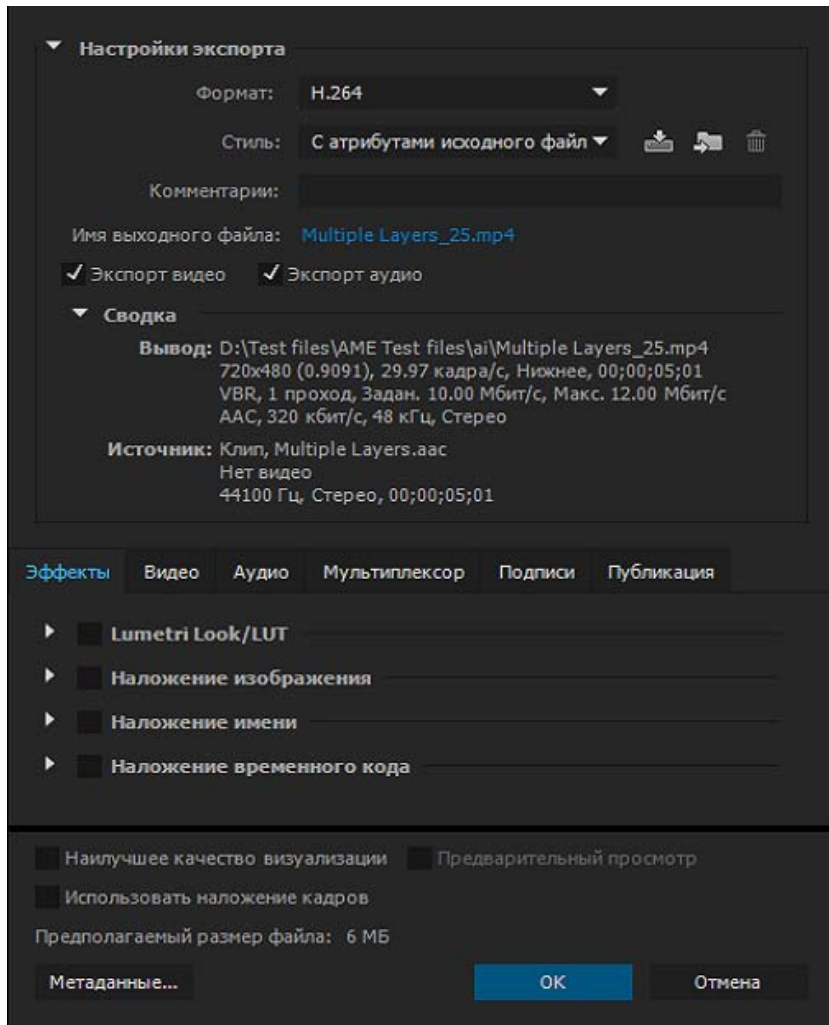 Настройки экспорта
Формат: H.264
Стиль: С атрибутами исходного файл
Комментарии:
Имя выходного файла: Multiple Layers_25.mp4
Экспорт видео Экспорт аудио
Сводка
Вывод: D:\Test files\AME Test files\ai\Multiple Layers_25.mp4
720x480 (0.9091), 29.97 кадра/с, Нижнее, 00;00;05;01
VBR, 1 проход, Задан. 10.00 Мбит/с, Макс. 12.00 Мбит/с
AAC, 320 кбит/с, 48 кГц, Стерео
Источник: Клип, Multiple Layers.aac
Нет видео
44100 Гц, Стерео, 00;00;05;01
Эффекты Видео Аудио Мультиплексор Подписи Публикация
Lumetri Look/LUT
Наложение изображения
Наложение имени
Наложение временного кода
Наилучшее качество визуализации Предварительный просмотр
Использовать наложение кадров
Предполагаемый размер файла: 6 МБ
Метаданные... OK Отмена